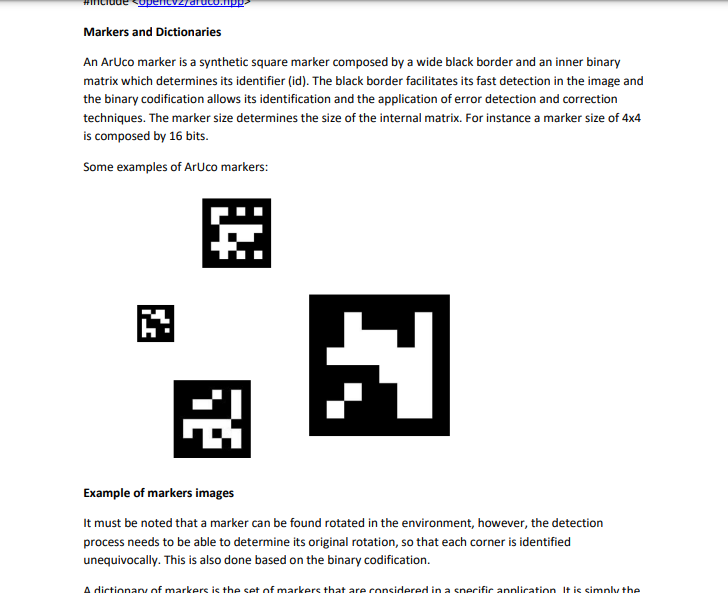 #include <opencv2/aruco.hpp>
Markers and Dictionaries
An ArUco marker is a synthetic square marker composed by a wide black border and an inner binary
matrix which determines its identifier (id). The black border facilitates its fast detection in the image and
the binary codification allows its identification and the application of error detection and correction
techniques. The marker size determines the size of the internal matrix. For instance a marker size of 4x4
is composed by 16 bits.
Some examples of ArUco markers:
Example of markers images
It must be noted that a marker can be found rotated in the environment, however, the detection
process needs to be able to determine its original rotation, so that each corner is identified
unequivocally. This is also done based on the binary codification.
A dictionary of markers is the set of markers that are considered in a specific application. It is simply the